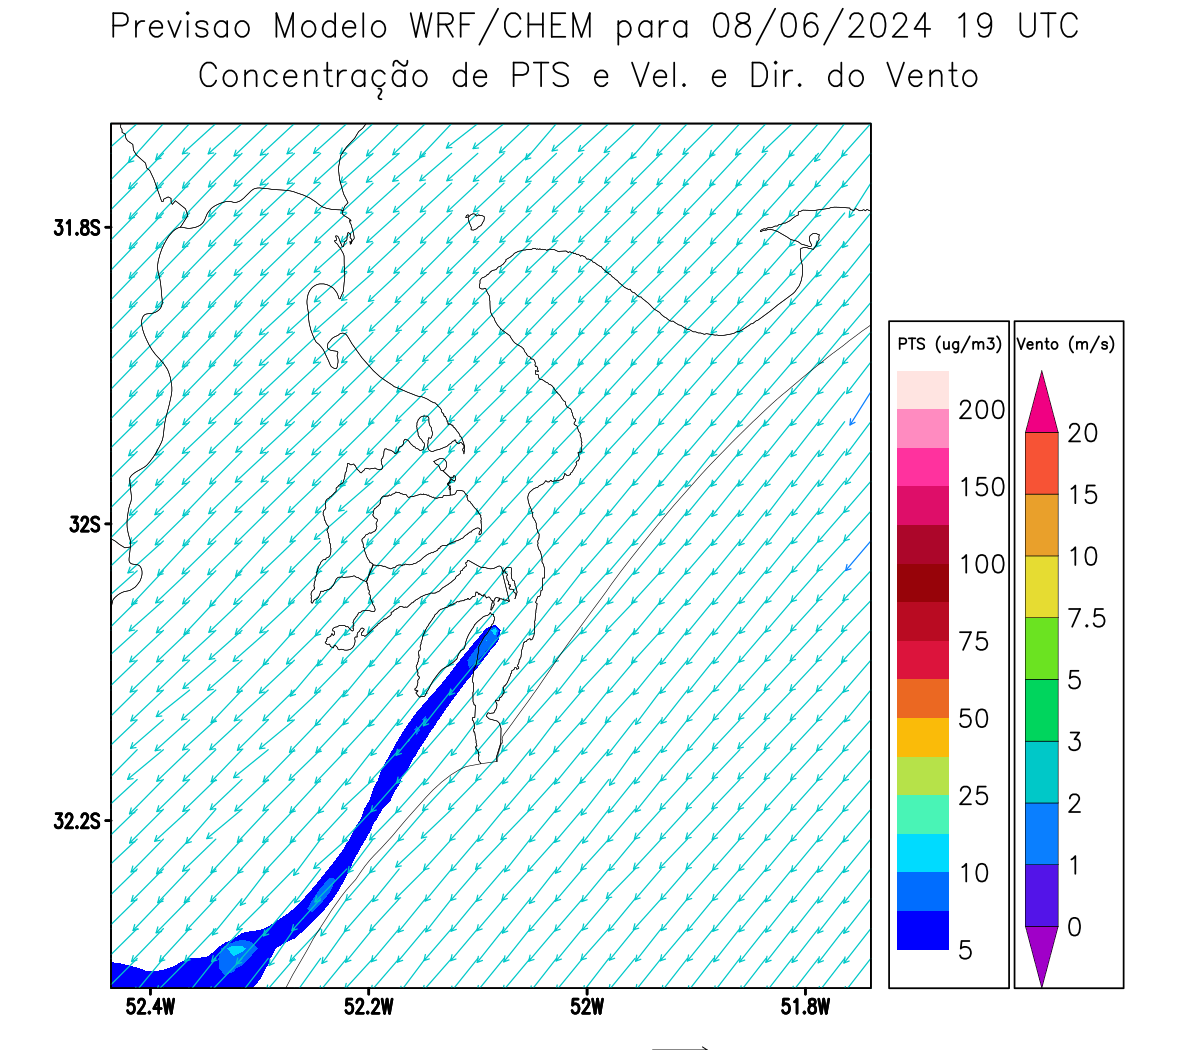 Previsao Modelo WRF/CHEM para 08/06/2024 19 UTC
Concentração de PTS e Vel. e Dir. do Vento
31.8S
32S
32.2S
52.4W 52.2W 52W 51.8W
PTS (ug/m3)
200
150
100
75
50
25
10
5
Vento (m/s)
20
15
10
7.5
5
3
2
1
0